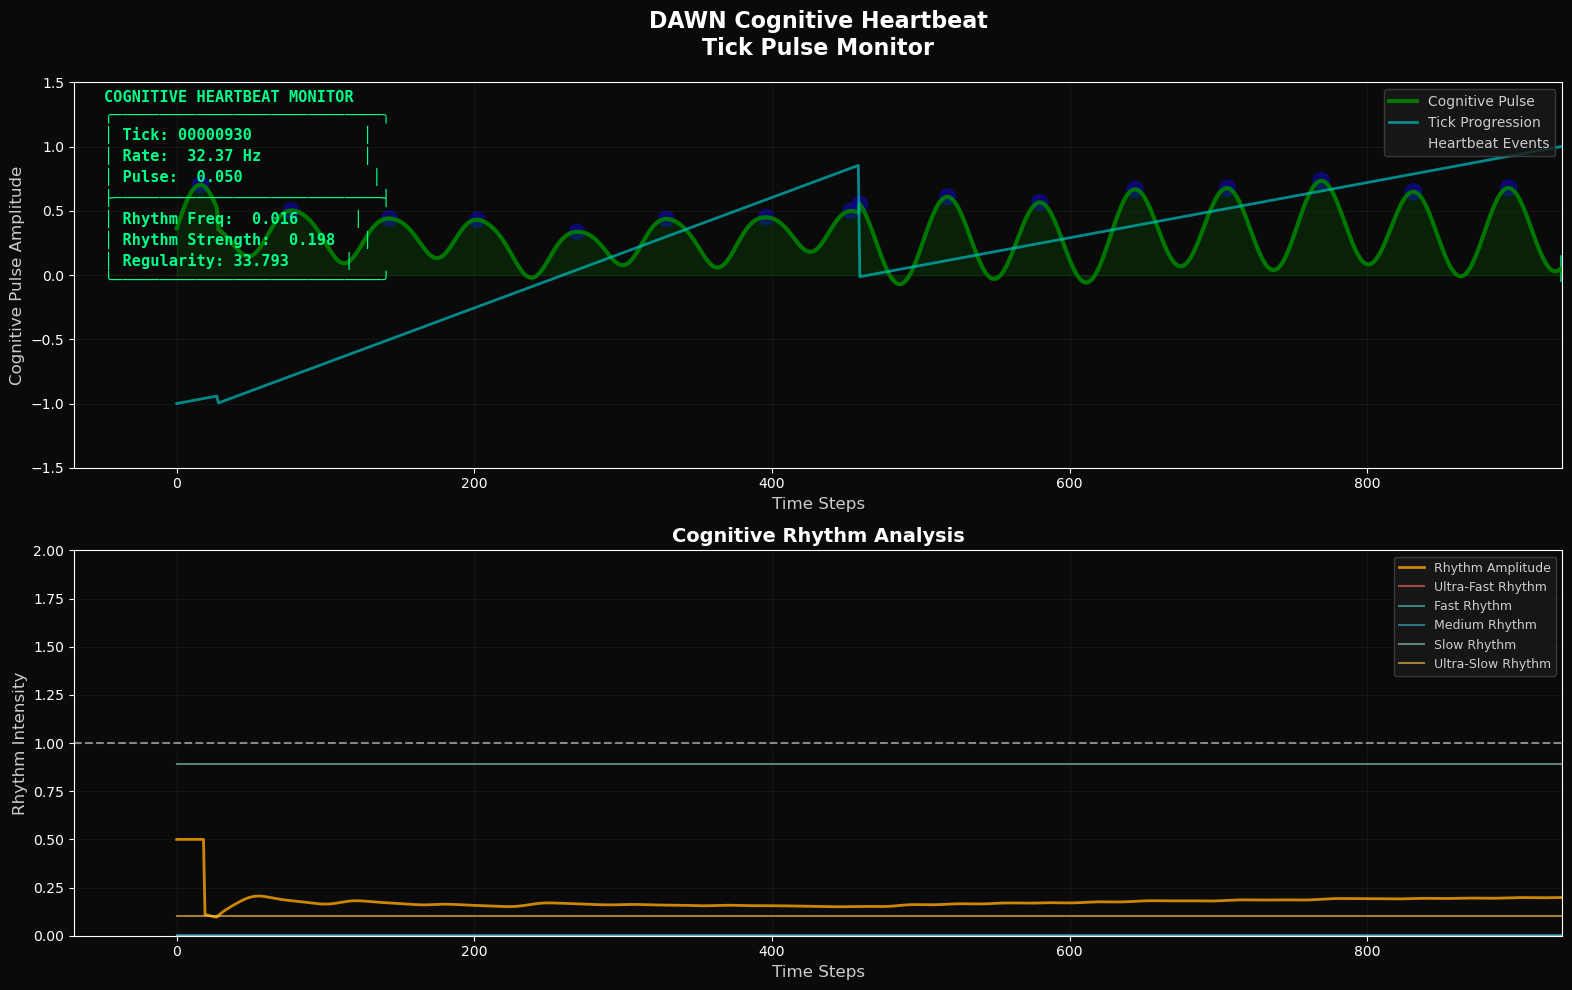 DAWN Cognitive Heartbeat
Tick Pulse Monitor
Cognitive Pulse Amplitude
1.5
1.0
0.5
0.0
−0.5
−1.0
−1.5
COGNITIVE HEARTBEAT MONITOR
Tick: 00000930
Rate:  32.37 Hz
Pulse:  0.050
Rhythm Freq:  0.016
Rhythm Strength:  0.198
Regularity: 33.793
Cognitive Pulse
Tick Progression
Heartbeat Events
0 200 400 600 800
Time Steps
Cognitive Rhythm Analysis
Rhythm Intensity
2.00
1.75
1.50
1.25
1.00
0.75
0.50
0.25
0.00
Rhythm Amplitude
Ultra-Fast Rhythm
Fast Rhythm
Medium Rhythm
Slow Rhythm
Ultra-Slow Rhythm
0 200 400 600 800
Time Steps